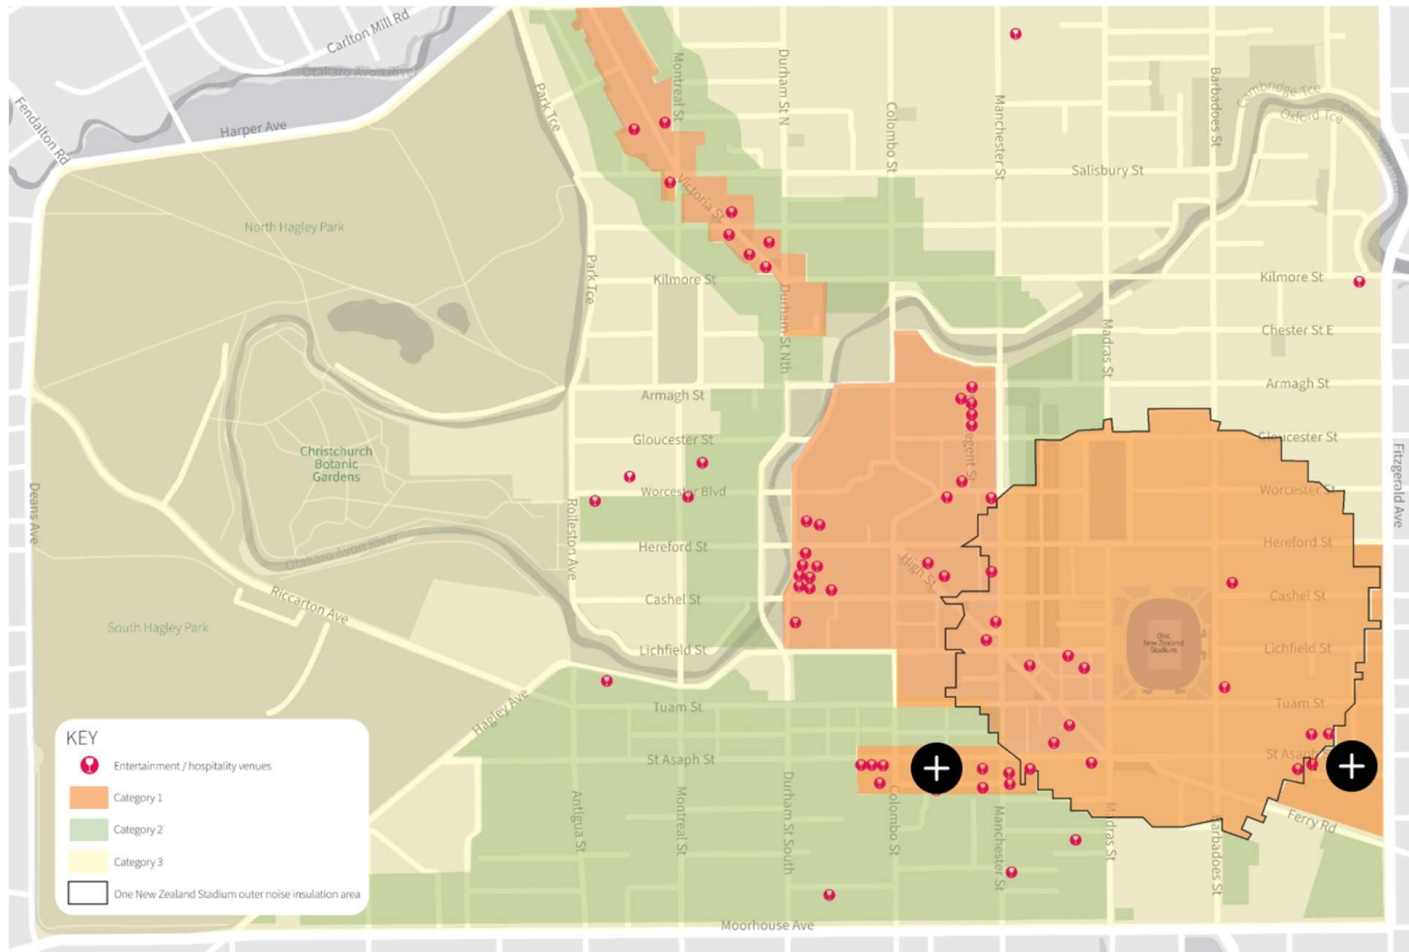 Carlton Mill Rd
Ōtākaro Avon River
Fendalton Rd
Harper Ave
Park Tce
Montreal St
Durham St N
Colombo St
Manchester St
Barbadoes St
Cambridge Tce
Oxford Tce
Salisbury St
Victoria St
North Hagley Park
Park Tce
Kilmore St
Kilmore St
Durham St Nth
Madras St
Chester St E
Armagh St
Armagh St
Gloucester St
Gloucester St
Regent St
Christchurch
Botanic
Gardens
Worcester Blvd
Worcester St
Deans Ave
Rolleston Ave
Fitzgerald Ave
Ōtākaro Avon River
Hereford St
Hereford St
High St
Cashel St
Cashel St
Riccarton Ave
South Hagley Park
Lichfield St
One
New Zealand
Stadium
Lichfield St
Hagley Ave
Tuam St
Tuam St
St Asaph St
St Asaph
KEY
Entertainment / hospitality venues
Category 1
Category 2
Category 3
One New Zealand Stadium outer noise insulation area
Antigua St
Montreal St
Durham St South
Colombo St
Manchester St
Madras St
Barbadoes St
Ferry Rd
Moorhouse Ave